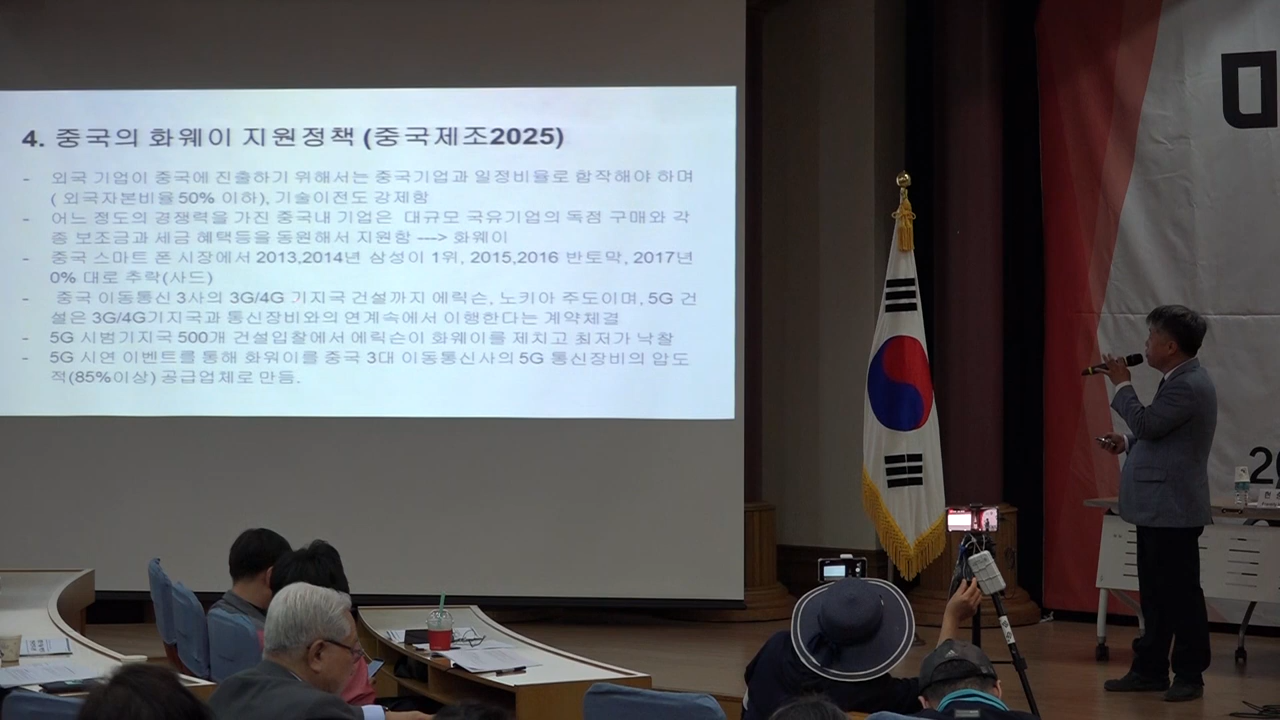 4. 중국의 화웨이 지원정책 (중국제조2025)
- 외국 기업이 중국에 진출하기 위해서는 중국기업과 일정비율로 합작해야 하며
( 외국자본비율 50% 이하), 기술이전도 강제함
- 어느 정도의 경쟁력을 가진 중국내 기업은 대규모 국유기업의 독점 구매와 각
종 보조금과 세금 혜택등을 동원해서 지원함 ---> 화웨이
- 중국 스마트 폰 시장에서 2013,2014년 삼성이 1위, 2015,2016 반토막, 2017년
0% 대로 추락(사드)
- 중국 이동통신 3사의 3G/4G 기지국 건설까지 에릭슨, 노키아 주도이며, 5G 건
설은 3G/4G기지국과 통신장비와의 연계속에서 이행한다는 계약체결
- 5G 시범기지국 500개 건설입찰에서 에릭슨이 화웨이를 제치고 최저가 낙찰
- 5G 시연 이벤트를 통해 화워이를 중국 3대 이동통신사의 5G 통신장비의 압도
적(85%이상) 공급업체로 만듬.
미
20